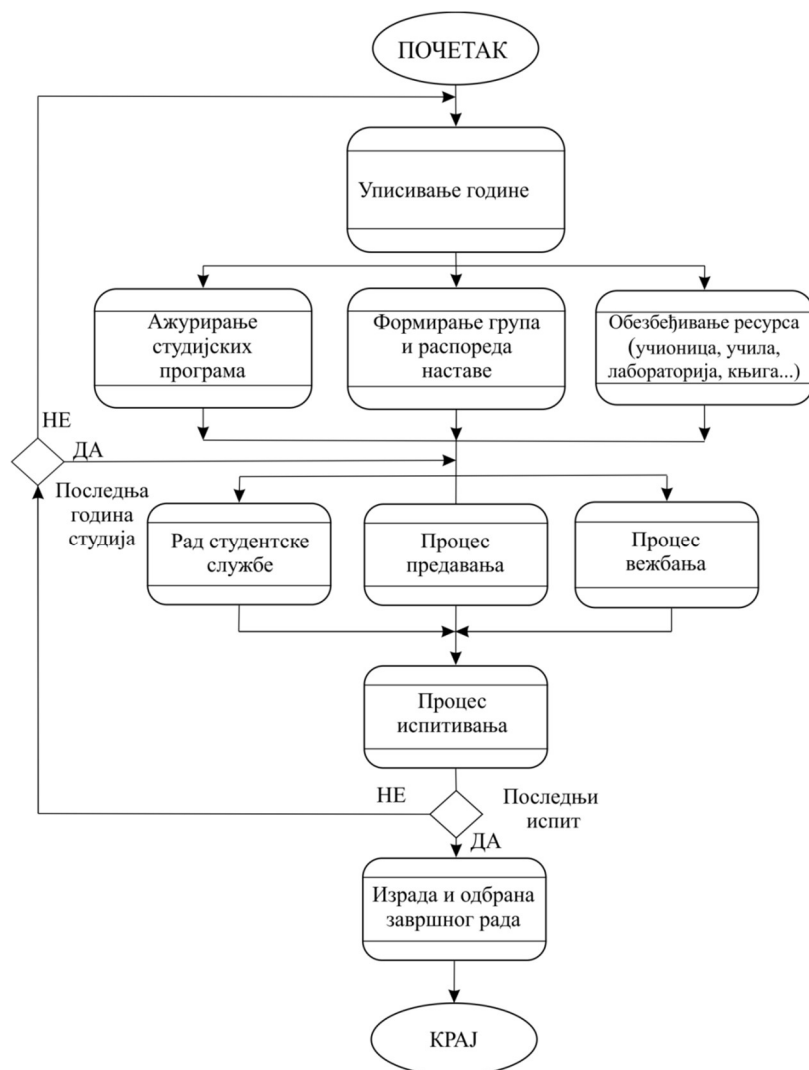 ПОЧЕТАК
Уписивање године
Ажурирање
студијских
програма
Формирање група
и распореда
наставе
Обезбеђивање ресурса
(учионица, учила,
лабораторија, књига...)
НЕ
ДА
Последња
година
студија
Рад студентске
службе
Процес
предавања
Процес
вежбања
Процес
испитивања
НЕ
Последњи
испит
ДА
Израда и одбрана
завршног рада
КРАЈ